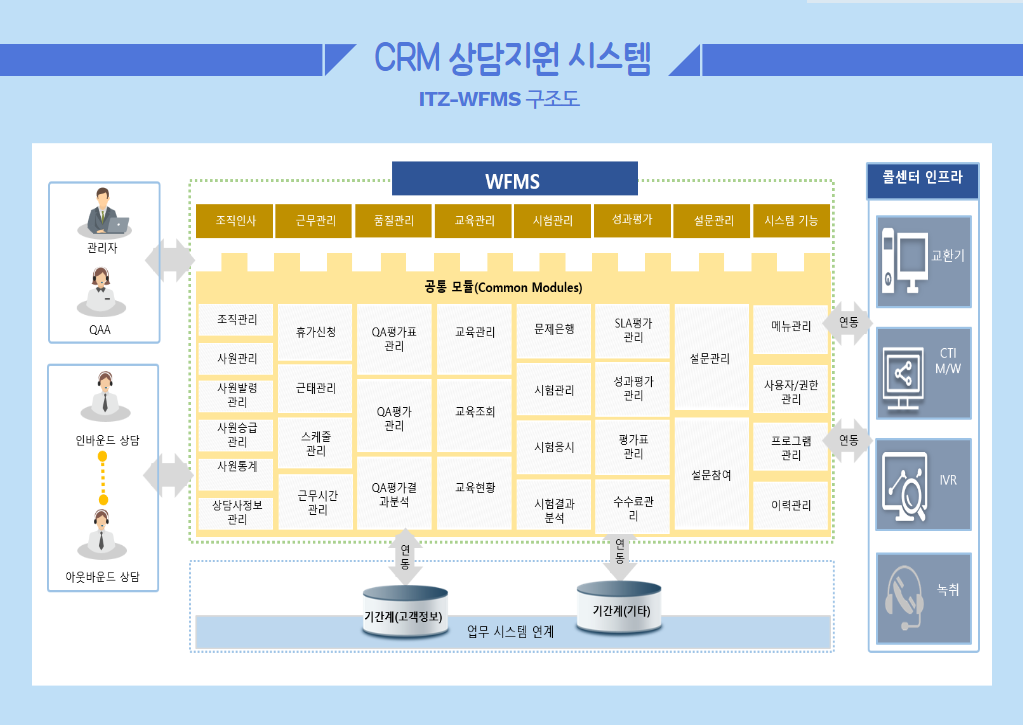 CRM 상담지원 시스템
ITZ-WFMS 구조도
WFMS
콜센터 인프라
관리자
QAA
인바운드 상담
아웃바운드 상담
조직인사
근무관리
품질관리
교육관리
시험관리
성과평가
설문관리
시스템 기능
공통 모듈(Common Modules)
조직관리
사원관리
사원발령
관리
사원승급
관리
사원통계
상담사정보
관리
휴가신청
근태관리
스케줄
관리
근무시간
관리
QA평가표
관리
QA평가
관리
QA평가결
과분석
교육관리
교육조회
교육현황
문제은행
시험관리
시험응시
시험결과
분석
SLA평가
관리
성과평가
관리
평가표
관리
수수료관
리
설문관리
설문참여
메뉴관리
사용자/권한
관리
프로그램
관리
이력관리
연동
연동
교환기
CTI
M/W
IVR
녹취
연
동
연
동
기간계(고객정보)
기간계(기타)
업무 시스템 연계